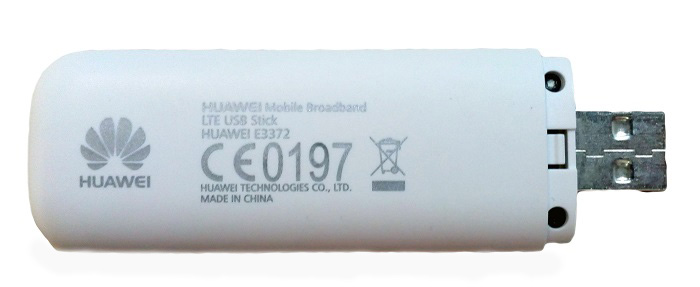 HUAWEI
HUAWEI Mobile Broadband
LTE USB Stick
HUAWEI E3372
CE0197
HUAWEI TECHNOLOGIES CO., LTD.
MADE IN CHINA